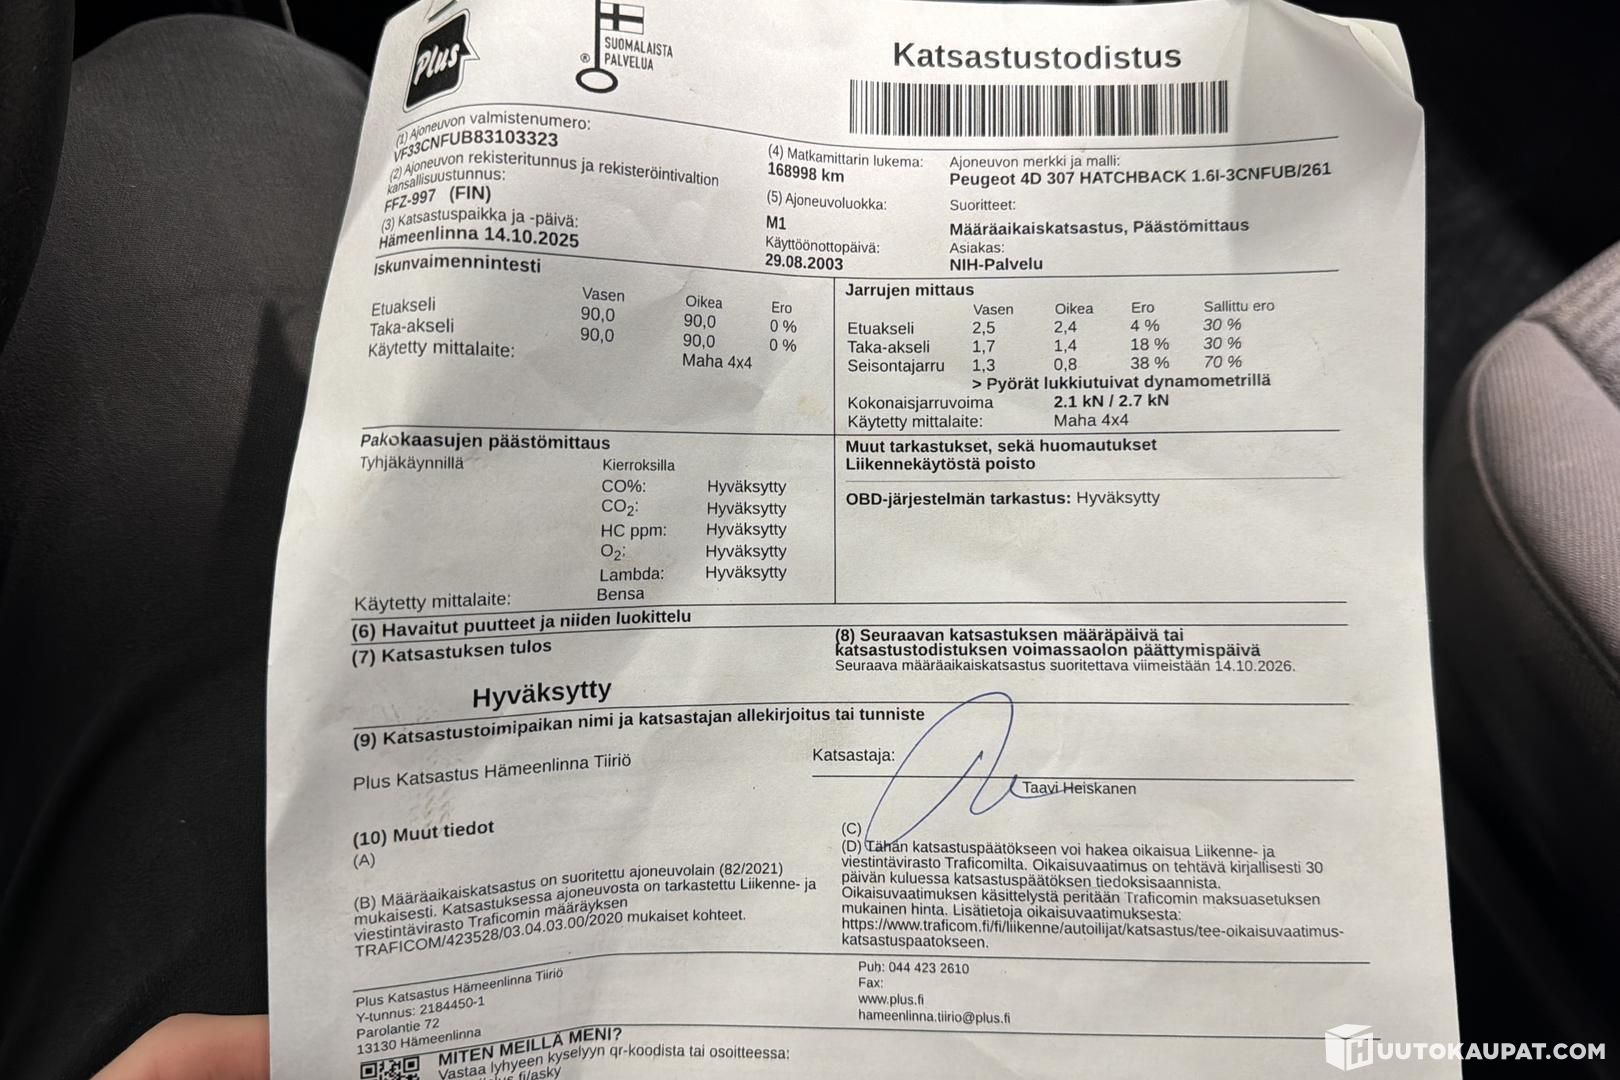 Plus
SUOMALAISTA
PALVELUA
®
Katsastustodistus
(1) Ajoneuvon valmistenumero:
VF33CNFUB83103323
(2) Ajoneuvon rekisteritunnus ja rekisteröintivaltion
kansallisuustunnus:
FFZ-997 (FIN)
(3) Katsastuspaikka ja -päivä:
Hämeenlinna 14.10.2025
(4) Matkamittarin lukema:
168998 km
(5) Ajoneuvoluokka:
M1
Käyttöönottopäivä:
29.08.2003
Ajoneuvon merkki ja malli:
Peugeot 4D 307 HATCHBACK 1.6I-3CNFUB/261
Suoritteet:
Määräaikaiskatsastus, Päästömittaus
Asiakas:
NIH-Palvelu
Iskunvaimennintesti
Vasen Oikea Ero
Etuakseli 90,0 90,0 0 %
Taka-akseli 90,0 90,0 0 %
Käytetty mittalaite: Maha 4x4
Jarrujen mittaus
Vasen Oikea Ero Sallittu ero
Etuakseli 2,5 2,4 4 % 30 %
Taka-akseli 1,7 1,4 18 % 30 %
Seisontajarru 1,3 0,8 38 % 70 %
> Pyörät lukkiutuivat dynamometrillä
Kokonaisjarruvoima 2.1 kN / 2.7 kN
Käytetty mittalaite: Maha 4x4
Pakokaasujen päästömittaus
Tyhjäkäynnillä Kierroksilla
CO%: Hyväksytty
CO2: Hyväksytty
HC ppm: Hyväksytty
O2: Hyväksytty
Lambda: Hyväksytty
Käytetty mittalaite: Bensa
Muut tarkastukset, sekä huomautukset
Liikennekäytöstä poisto
OBD-järjestelmän tarkastus: Hyväksytty
(6) Havaitut puutteet ja niiden luokittelu
(7) Katsastuksen tulos
Hyväksytty
(8) Seuraavan katsastuksen määräpäivä tai
katsastustodistuksen voimassaolon päättymispäivä
Seuraava määräaikaiskatsastus suoritettava viimeistään 14.10.2026.
(9) Katsastustoimipaikan nimi ja katsastajan allekirjoitus tai tunniste
Plus Katsastus Hämeenlinna Tiiriö
Katsastaja:
Taavi Heiskanen
(10) Muut tiedot
(A)
(B) Määräaikaiskatsastus on suoritettu ajoneuvolain (82/2021)
mukaisesti. Katsastuksessa ajoneuvosta on tarkastettu Liikenne- ja
viestintävirasto Traficomin määräyksen
TRAFICOM/423528/03.04.03.00/2020 mukaiset kohteet.
(C)
(D) Tähän katsastuspäätökseen voi hakea oikaisua Liikenne- ja
viestintävirasto Traficomilta. Oikaisuvaatimus on tehtävä kirjallisesti 30
päivän kuluessa katsastuspäätöksen tiedoksisaannista.
Oikaisuvaatimuksen käsittelystä peritään Traficomin maksuasetuksen
mukainen hinta. Lisätietoja oikaisuvaatimuksesta:
https://www.traficom.fi/fi/liikenne/autoilijat/katsastus/tee-oikaisuvaatimus-
katsastuspaatokseen.
Plus Katsastus Hämeenlinna Tiiriö
Y-tunnus: 2184450-1
Parolantie 72
13130 Hämeenlinna
Puh: 044 423 2610
Fax:
www.plus.fi
hameenlinna.tiirio@plus.fi
MITEN MEILLÄ MENI?
Vastaa lyhyeen kyselyyn qr-koodista tai osoitteessa:
HUUTOKAUPAT.COM